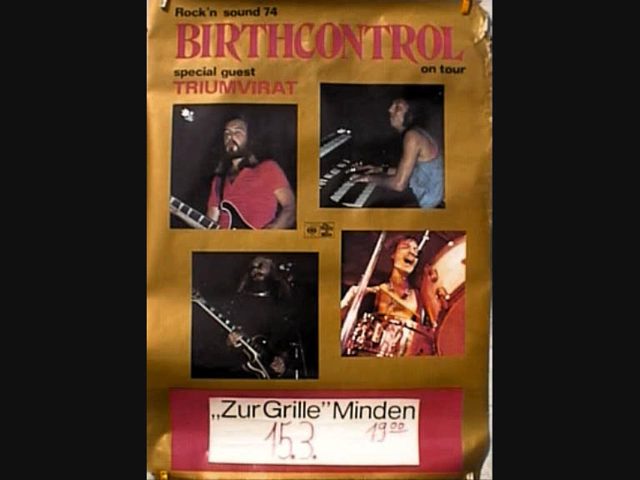 Rock'n sound 74
BIRTHCONTROL
on tour
special guest
TRIUMVIRAT
„Zur Grille" Minden
15.3. 19 00